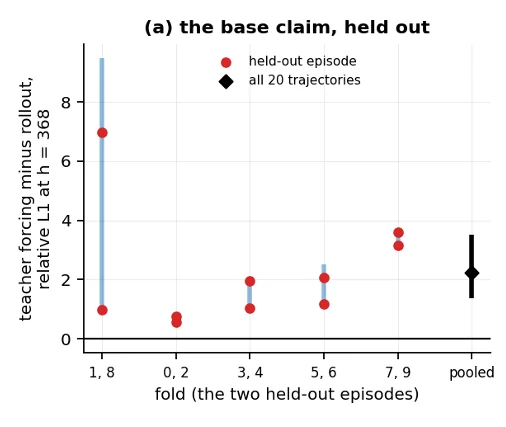 (a) the base claim, held out
held-out episode
all 20 trajectories
teacher forcing minus rollout,
relative L1 at h = 368
8
6
4
2
0
1, 8
0, 2
3, 4
5, 6
7, 9
pooled
fold (the two held-out episodes)